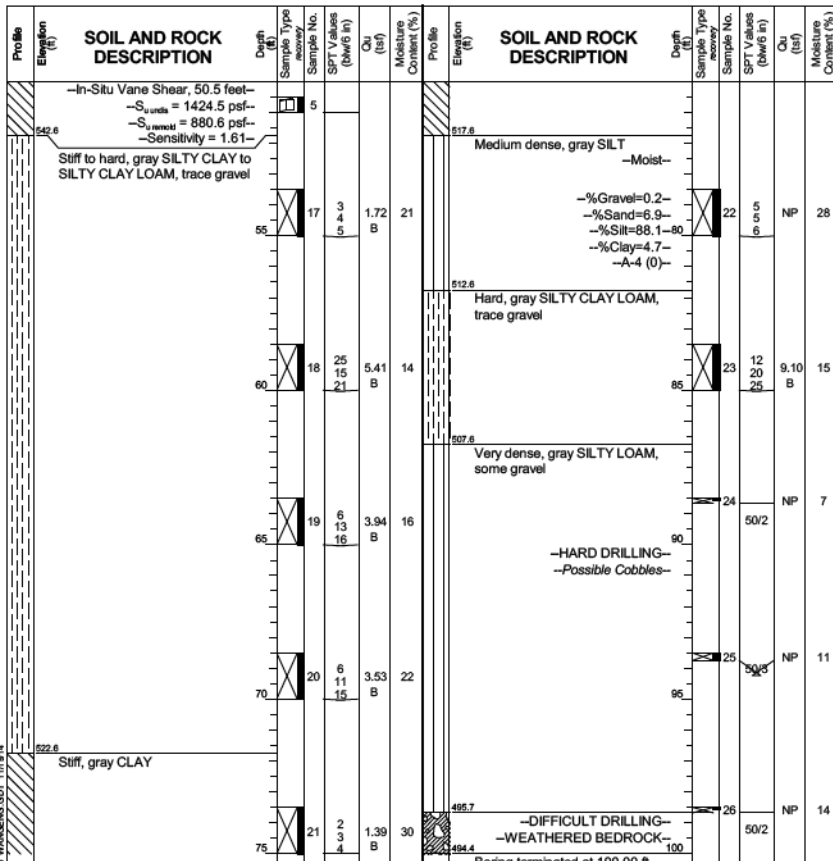 Profile
Elevation (ft)
SOIL AND ROCK DESCRIPTION
Depth (ft)
Sample Type
recovery
Sample No.
SPT Values (blw/6 in)
Qu (tsf)
Moisture Content (%)
--In-Situ Vane Shear, 50.5 feet--
--Su undis = 1424.5 psf--
--Su remold = 880.6 psf--
--Sensitivity = 1.61--
5
542.6
Stiff to hard, gray SILTY CLAY to
SILTY CLAY LOAM, trace gravel
55
17
3
4
5
1.72
B
21
60
18
25
15
21
5.41
B
14
65
19
6
13
16
3.94
B
16
70
20
6
11
15
3.53
B
22
522.6
Stiff, gray CLAY
75
21
2
3
4
1.39
B
30
Profile
Elevation (ft)
SOIL AND ROCK DESCRIPTION
Depth (ft)
Sample Type
recovery
Sample No.
SPT Values (blw/6 in)
Qu (tsf)
Moisture Content (%)
517.6
Medium dense, gray SILT
--Moist--
--%Gravel=0.2--
--%Sand=6.9--
--%Silt=88.1--
--%Clay=4.7--
--A-4 (0)--
80
22
5
5
6
NP
28
512.6
Hard, gray SILTY CLAY LOAM,
trace gravel
85
23
12
20
25
9.10
B
15
507.6
Very dense, gray SILTY LOAM,
some gravel
24
50/2
NP
7
90
--HARD DRILLING--
--Possible Cobbles--
25
50/3
NP
11
95
26
50/2
NP
14
495.7
--DIFFICULT DRILLING--
--WEATHERED BEDROCK--
494.4
100
Boring terminated at 100.00 ft